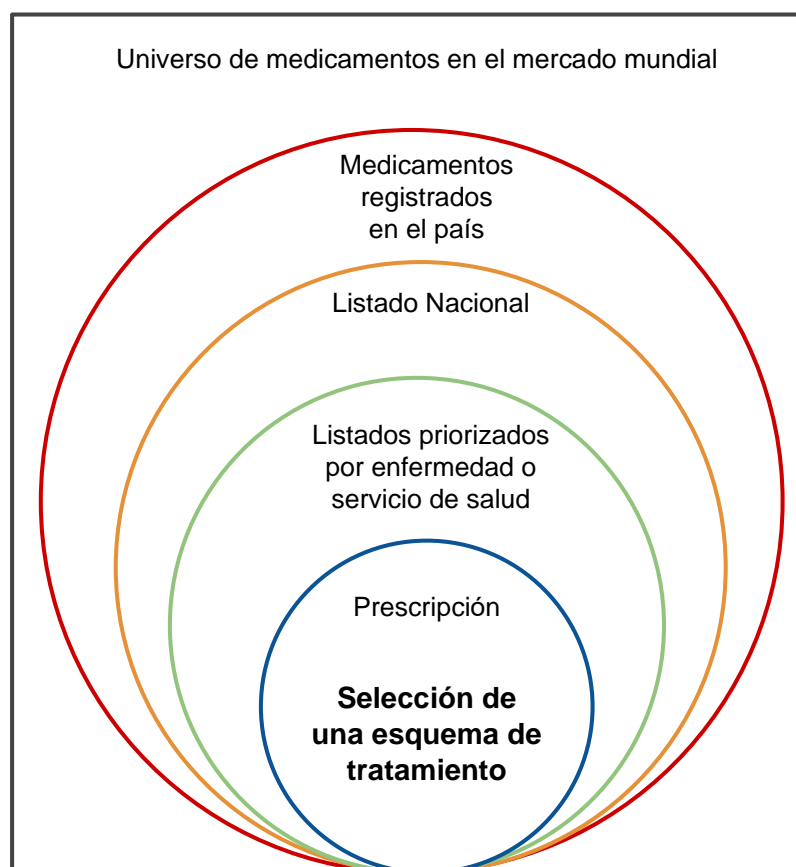 Universo de medicamentos en el mercado mundial
Medicamentos
registrados
en el país
Listado Nacional
Listados priorizados
por enfermedad o
servicio de salud
Prescripción
Selección de
una esquema de
tratamiento